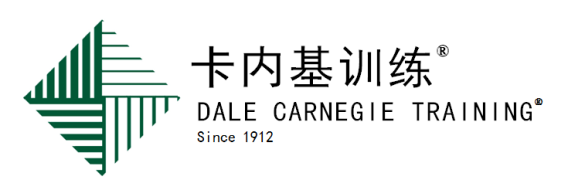 卡内基训练®
DALE CARNEGIE TRAINING®
Since 1912